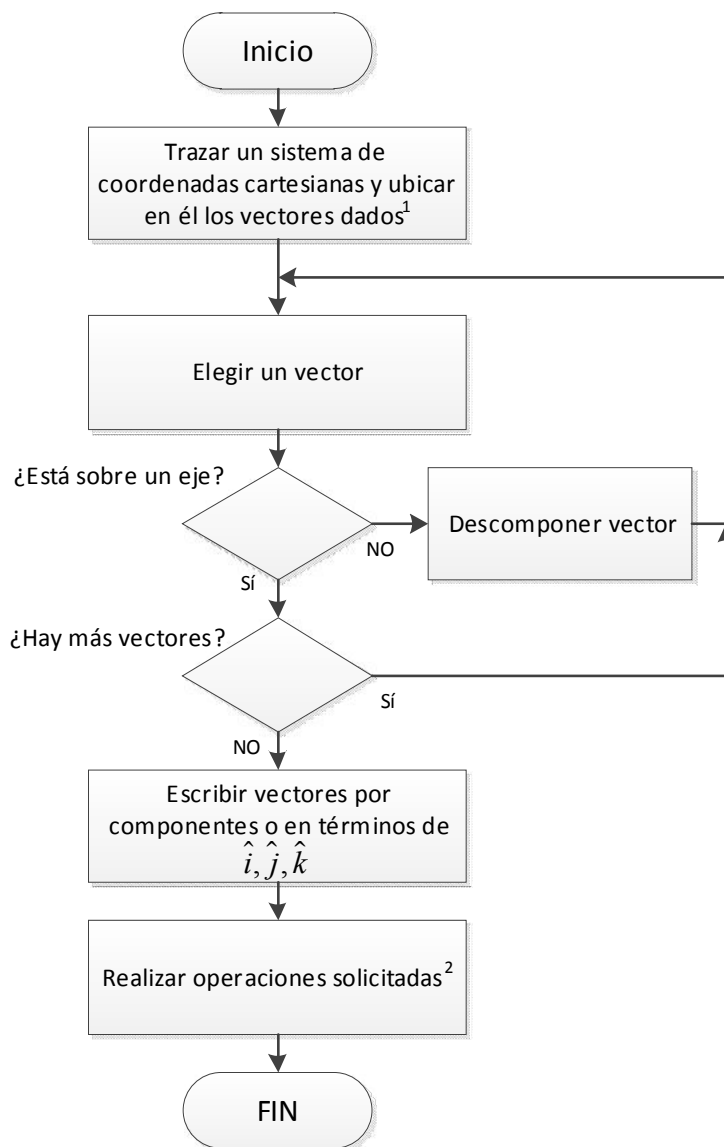 Inicio
Trazar un sistema de
coordenadas cartesianas y ubicar
en él los vectores dados¹
Elegir un vector
¿Está sobre un eje?
NO
Descomponer vector
Sí
¿Hay más vectores?
Sí
NO
Escribir vectores por
componentes o en términos de
î, ĵ, k̂
Realizar operaciones solicitadas²
FIN